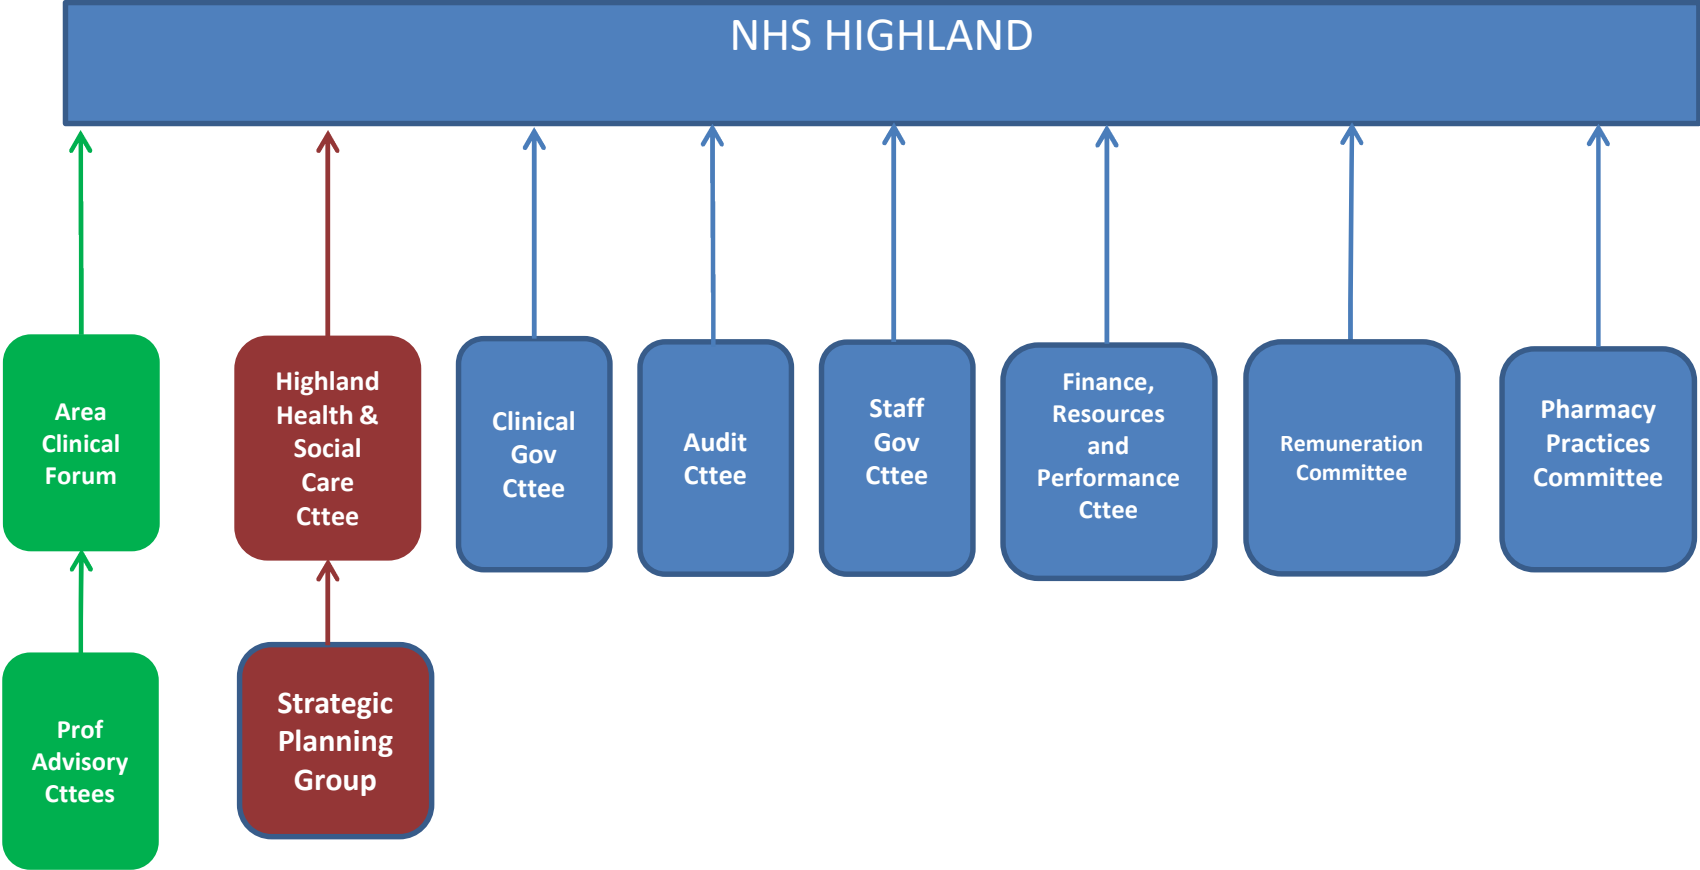 NHS HIGHLAND
Area
Clinical
Forum
Highland
Health &
Social
Care
Cttee
Clinical
Gov
Cttee
Audit
Cttee
Staff
Gov
Cttee
Finance,
Resources
and
Performance
Cttee
Remuneration
Committee
Pharmacy
Practices
Committee
Prof
Advisory
Cttees
Strategic
Planning
Group